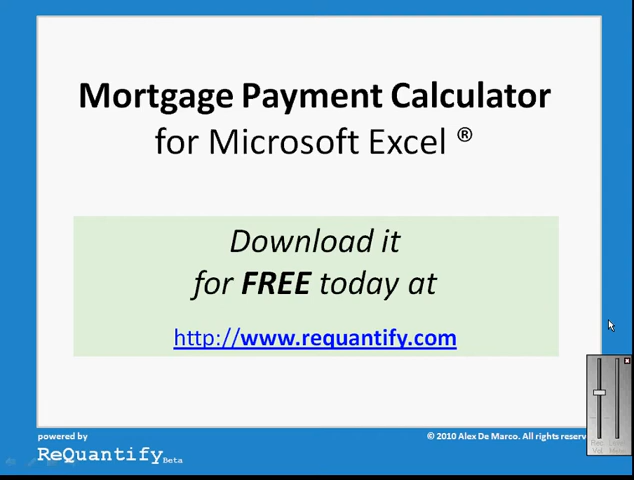 Mortgage Payment Calculator
for Microsoft Excel ®
Download it
for FREE today at
http://www.requantify.com
powered by
ReQuantify Beta
© 2010 Alex De Marco. All rights reserv